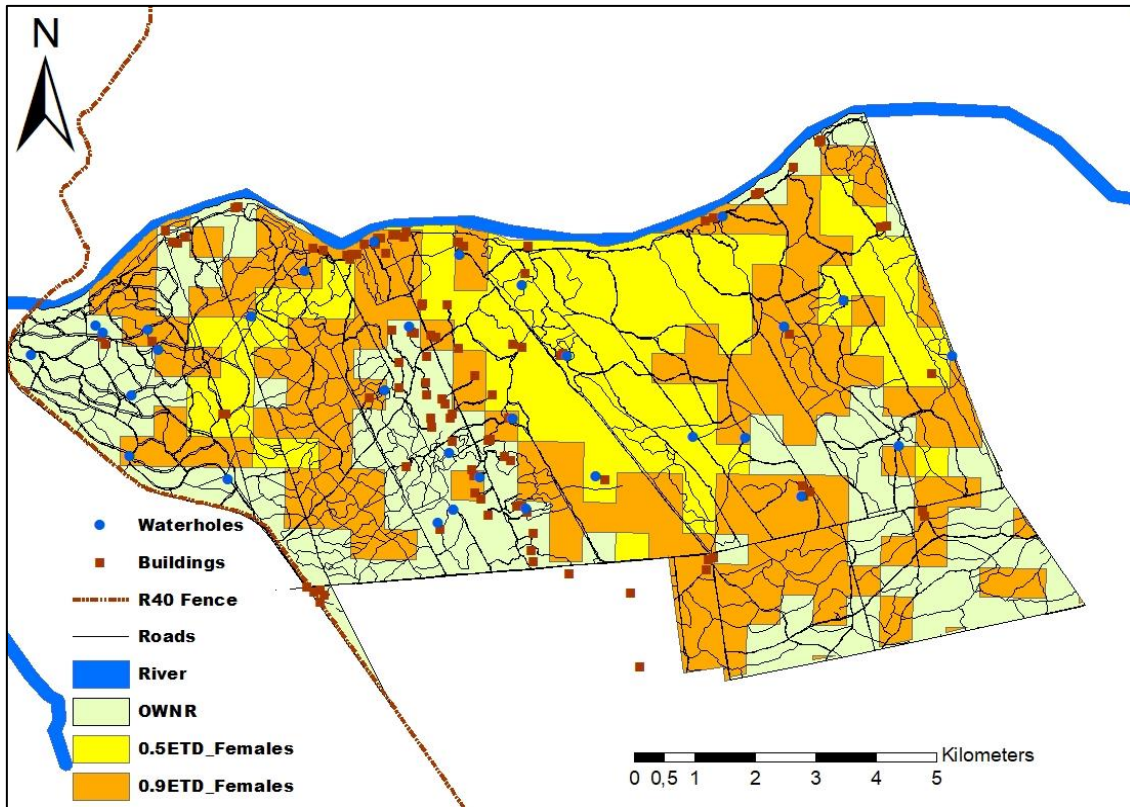 N
Waterholes
Buildings
R40 Fence
Roads
River
OWNR
0.5ETD_Females
0.9ETD_Females
Kilometers
0 0,5 1 2 3 4 5